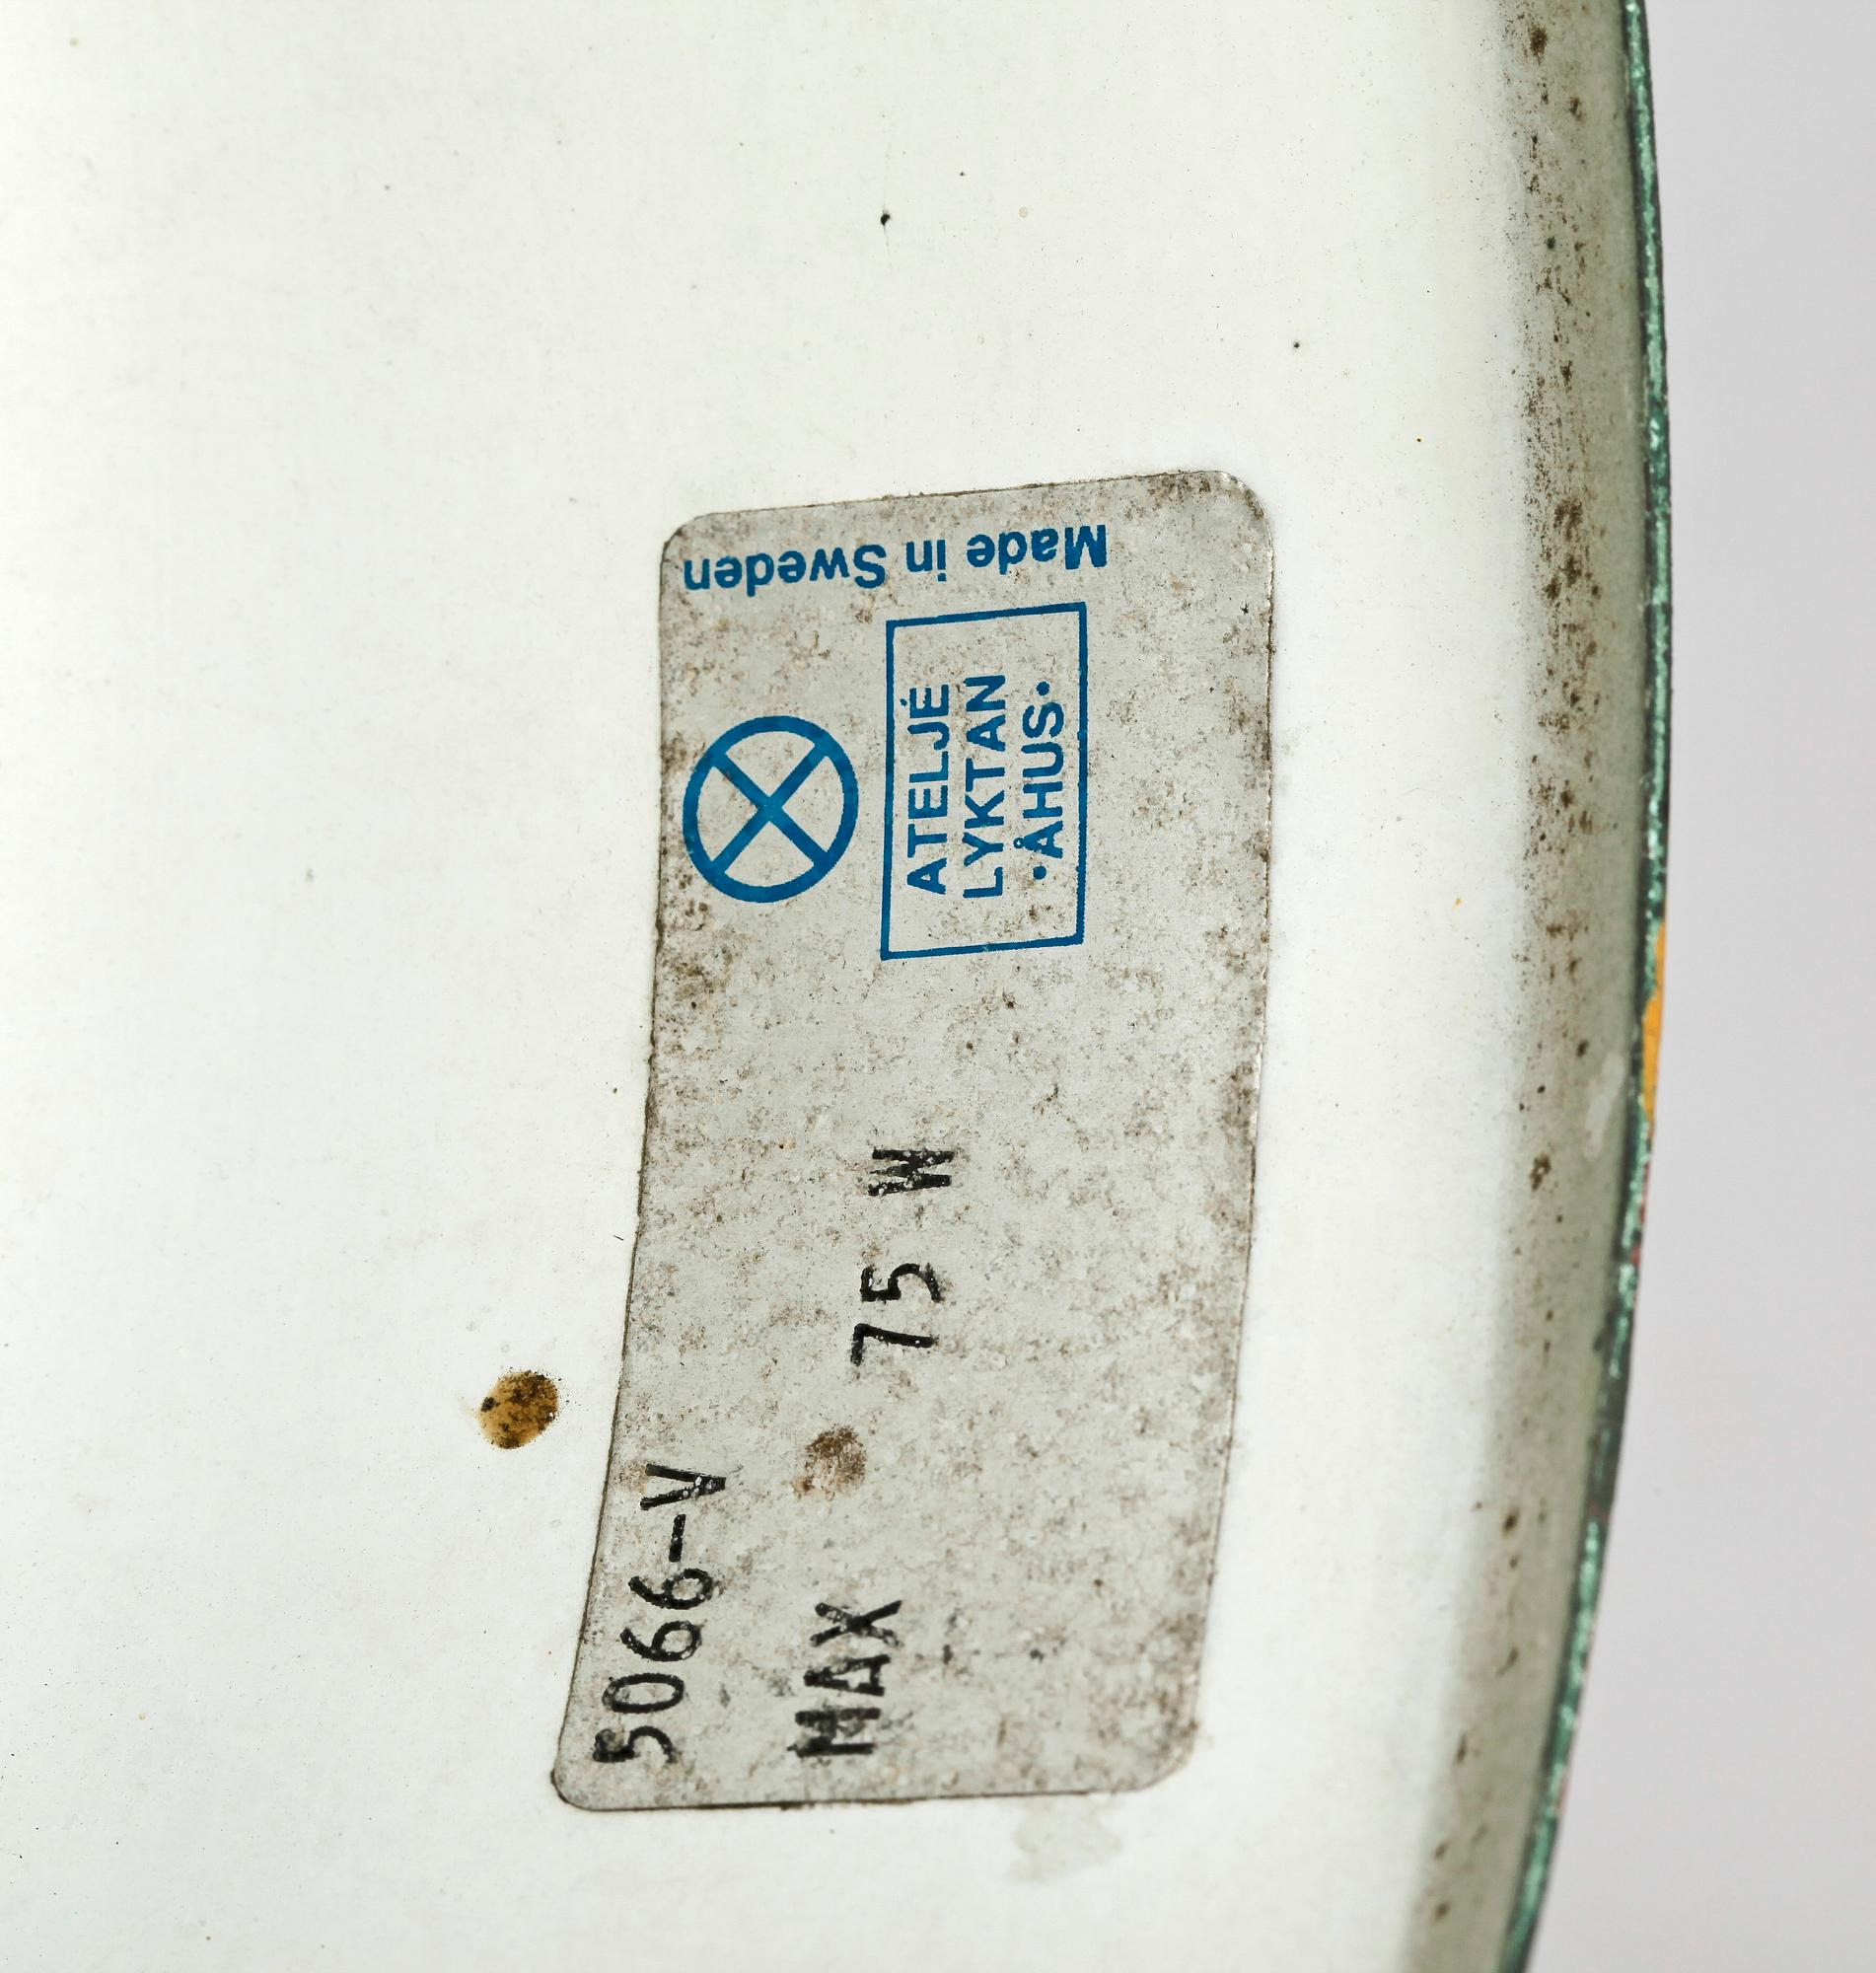 5066-V
MAX 75 W
ATELJÉ
LYKTAN
·ÅHUS·
Made in Sweden